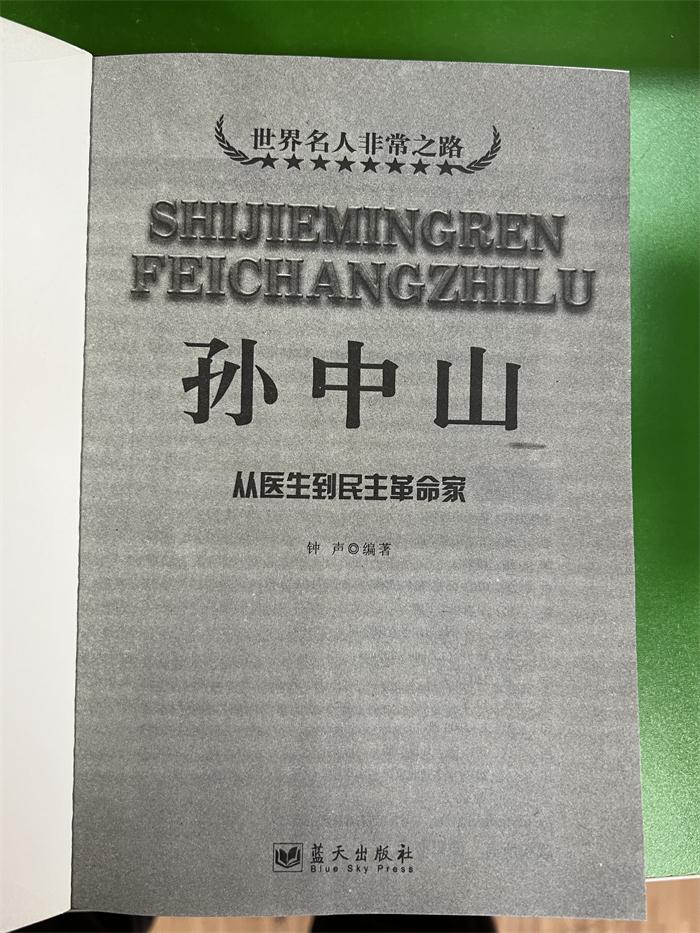 世界名人非常之路
SHIJIEMINGREN
FEICHANGZHILU
孙中山
从医生到民主革命家
钟 声◎编著
蓝天出版社
Blue Sky Press